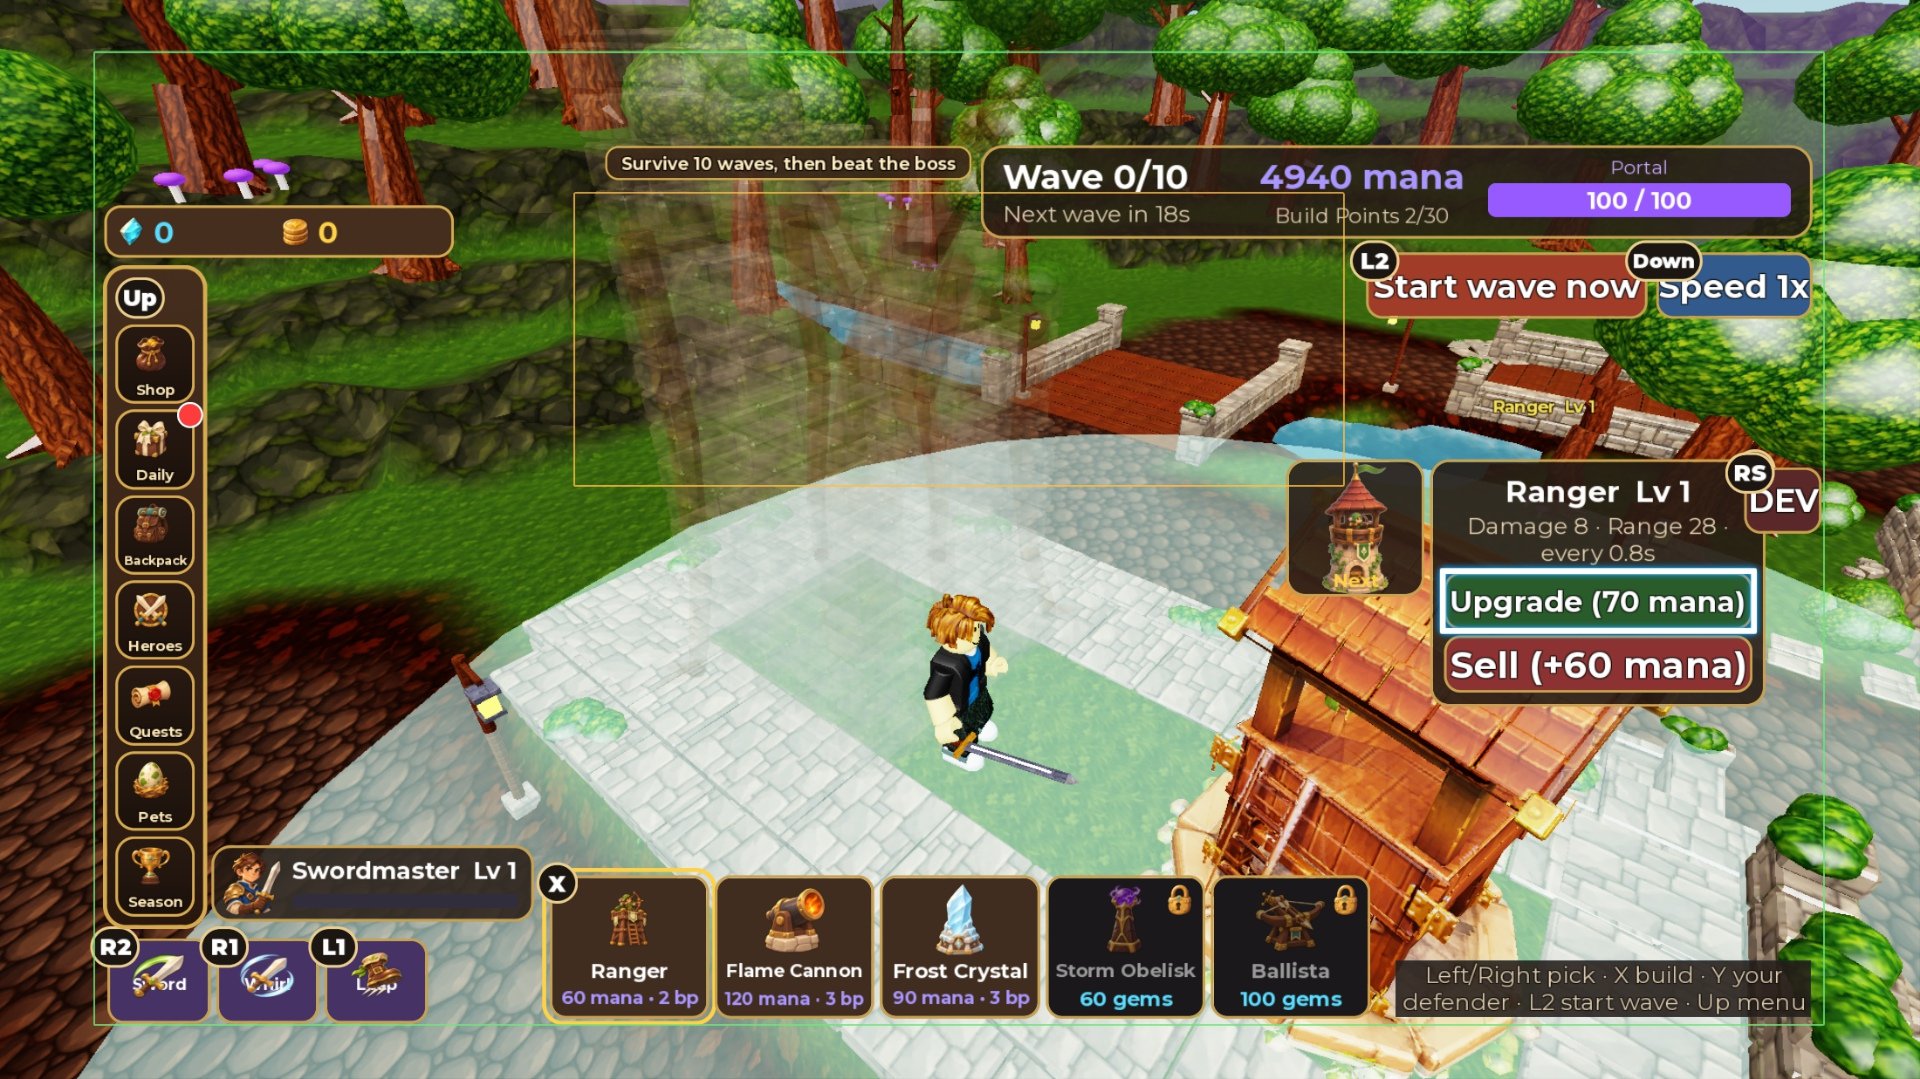 Survive 10 waves, then beat the boss
Wave 0/10
Next wave in 18s
4940 mana
Build Points 2/30
Portal
100 / 100
0
0
L2
Start wave now
Down
Speed 1x
Up
Shop
Daily
Backpack
Heroes
Quests
Pets
Season
Ranger Lv 1
Next
Ranger Lv 1
Damage 8 · Range 28 ·
every 0.8s
RS
DEV
Upgrade (70 mana)
Sell (+60 mana)
Swordmaster Lv 1
R2
Sword
R1
Whirl
L1
Leap
X
Ranger
60 mana · 2 bp
Flame Cannon
120 mana · 3 bp
Frost Crystal
90 mana · 3 bp
Storm Obelisk
60 gems
Ballista
100 gems
Left/Right pick · X build · Y your
defender · L2 start wave · Up menu